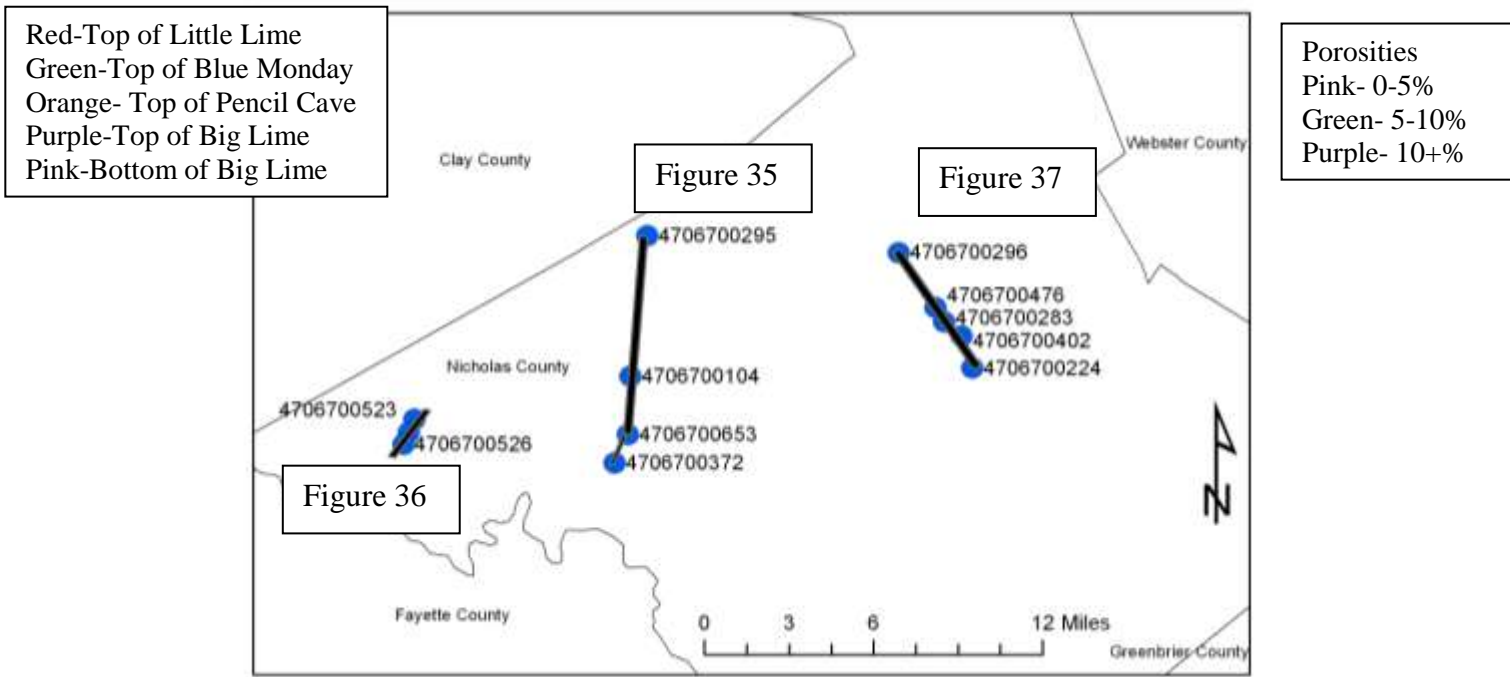 Red-Top of Little Lime
Green-Top of Blue Monday
Orange- Top of Pencil Cave
Purple-Top of Big Lime
Pink-Bottom of Big Lime
Porosities
Pink- 0-5%
Green- 5-10%
Purple- 10+%
Clay County
Webster County
Figure 35
Figure 37
4706700295
4706700296
4706700476
4706700283
4706700402
4706700224
Nicholas County
4706700104
4706700523
4706700526
4706700653
4706700372
Figure 36
N
Fayette County
0 3 6 12 Miles
Greenbrier County